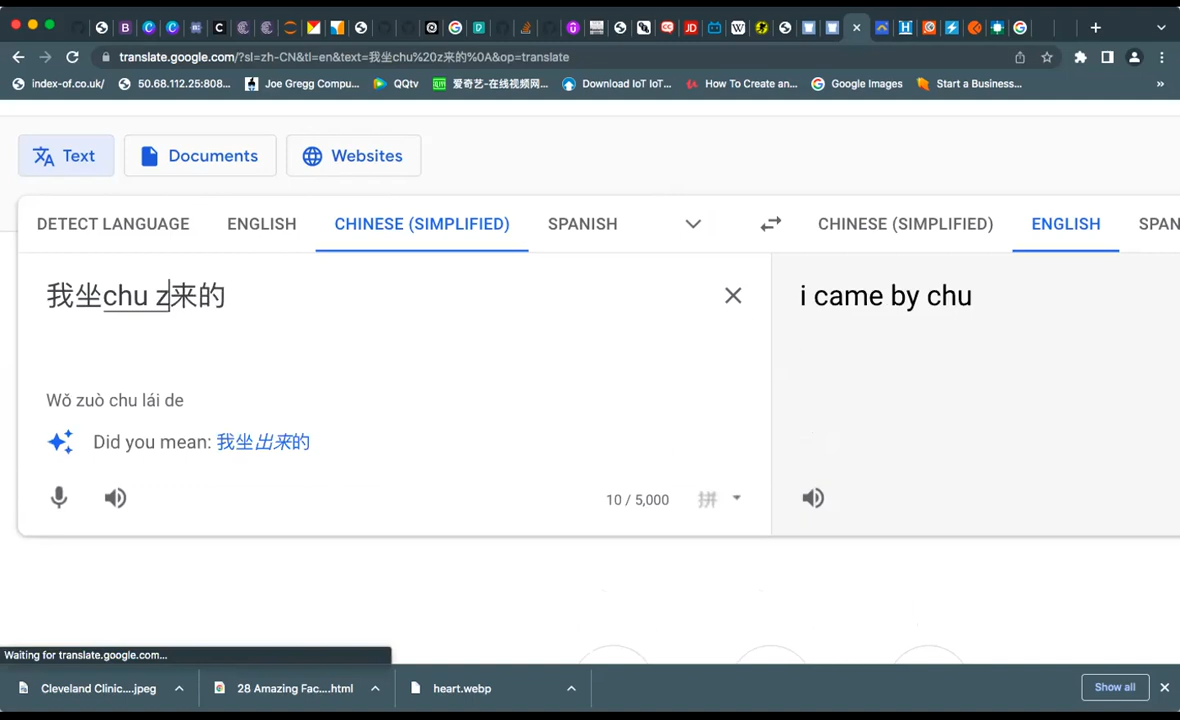 translate.google.com/?sl=zh-CN&tl=en&text=我坐chu%20z来的%0A&op=translate
index-of.co.uk/ 50.68.112.25:808... Joe Gregg Compu... QQtv 爱奇艺-在线视频网... Download IoT IoT... How To Create an... Google Images Start a Business... »
Text Documents Websites
DETECT LANGUAGE ENGLISH CHINESE (SIMPLIFIED) SPANISH CHINESE (SIMPLIFIED) ENGLISH SPAN
我坐chu z来的
i came by chu
Wǒ zuò chu lái de
Did you mean: 我坐出来的
10 / 5,000 拼
Waiting for translate.google.com...
Cleveland Clinic....jpeg 28 Amazing Fac....html heart.webp Show all